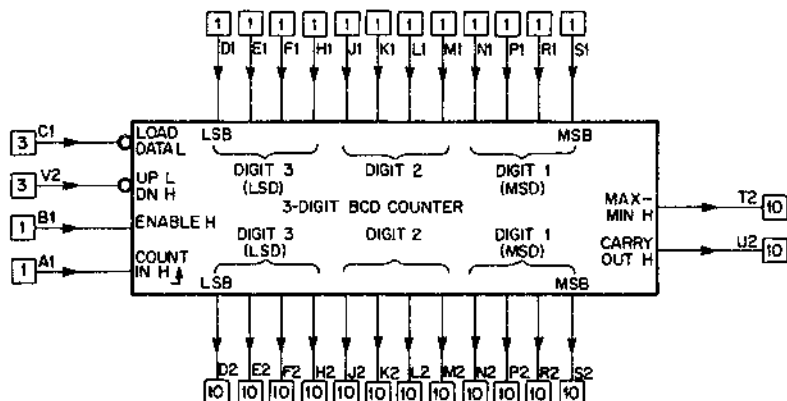 1 1 1 1 1 1 1 1 1 1 1 1
D1 E1 F1 H1 J1 K1 L1 M1 N1 P1 R1 S1
3 C1 LOAD DATA L
LSB MSB
DIGIT 3 (LSD) DIGIT 2 DIGIT 1 (MSD)
3 V2 UP L DN H
3-DIGIT BCD COUNTER
1 B1 ENABLE H
MAX-MIN H T2 10
DIGIT 3 (LSD) DIGIT 2 DIGIT 1 (MSD)
1 A1 COUNT IN H
CARRY OUT H U2 10
LSB MSB
D2 E2 F2 H2 J2 K2 L2 M2 N2 P2 R2 S2
10 10 10 10 10 10 10 10 10 10 10 10